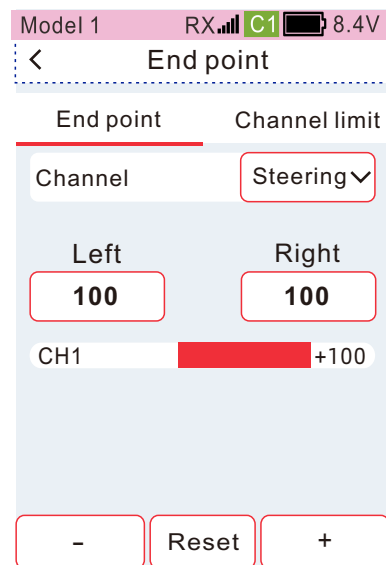 Model 1 RX C1 8.4V
End point
End point Channel limit
Channel Steering
Left Right
100 100
CH1 +100
- Reset +